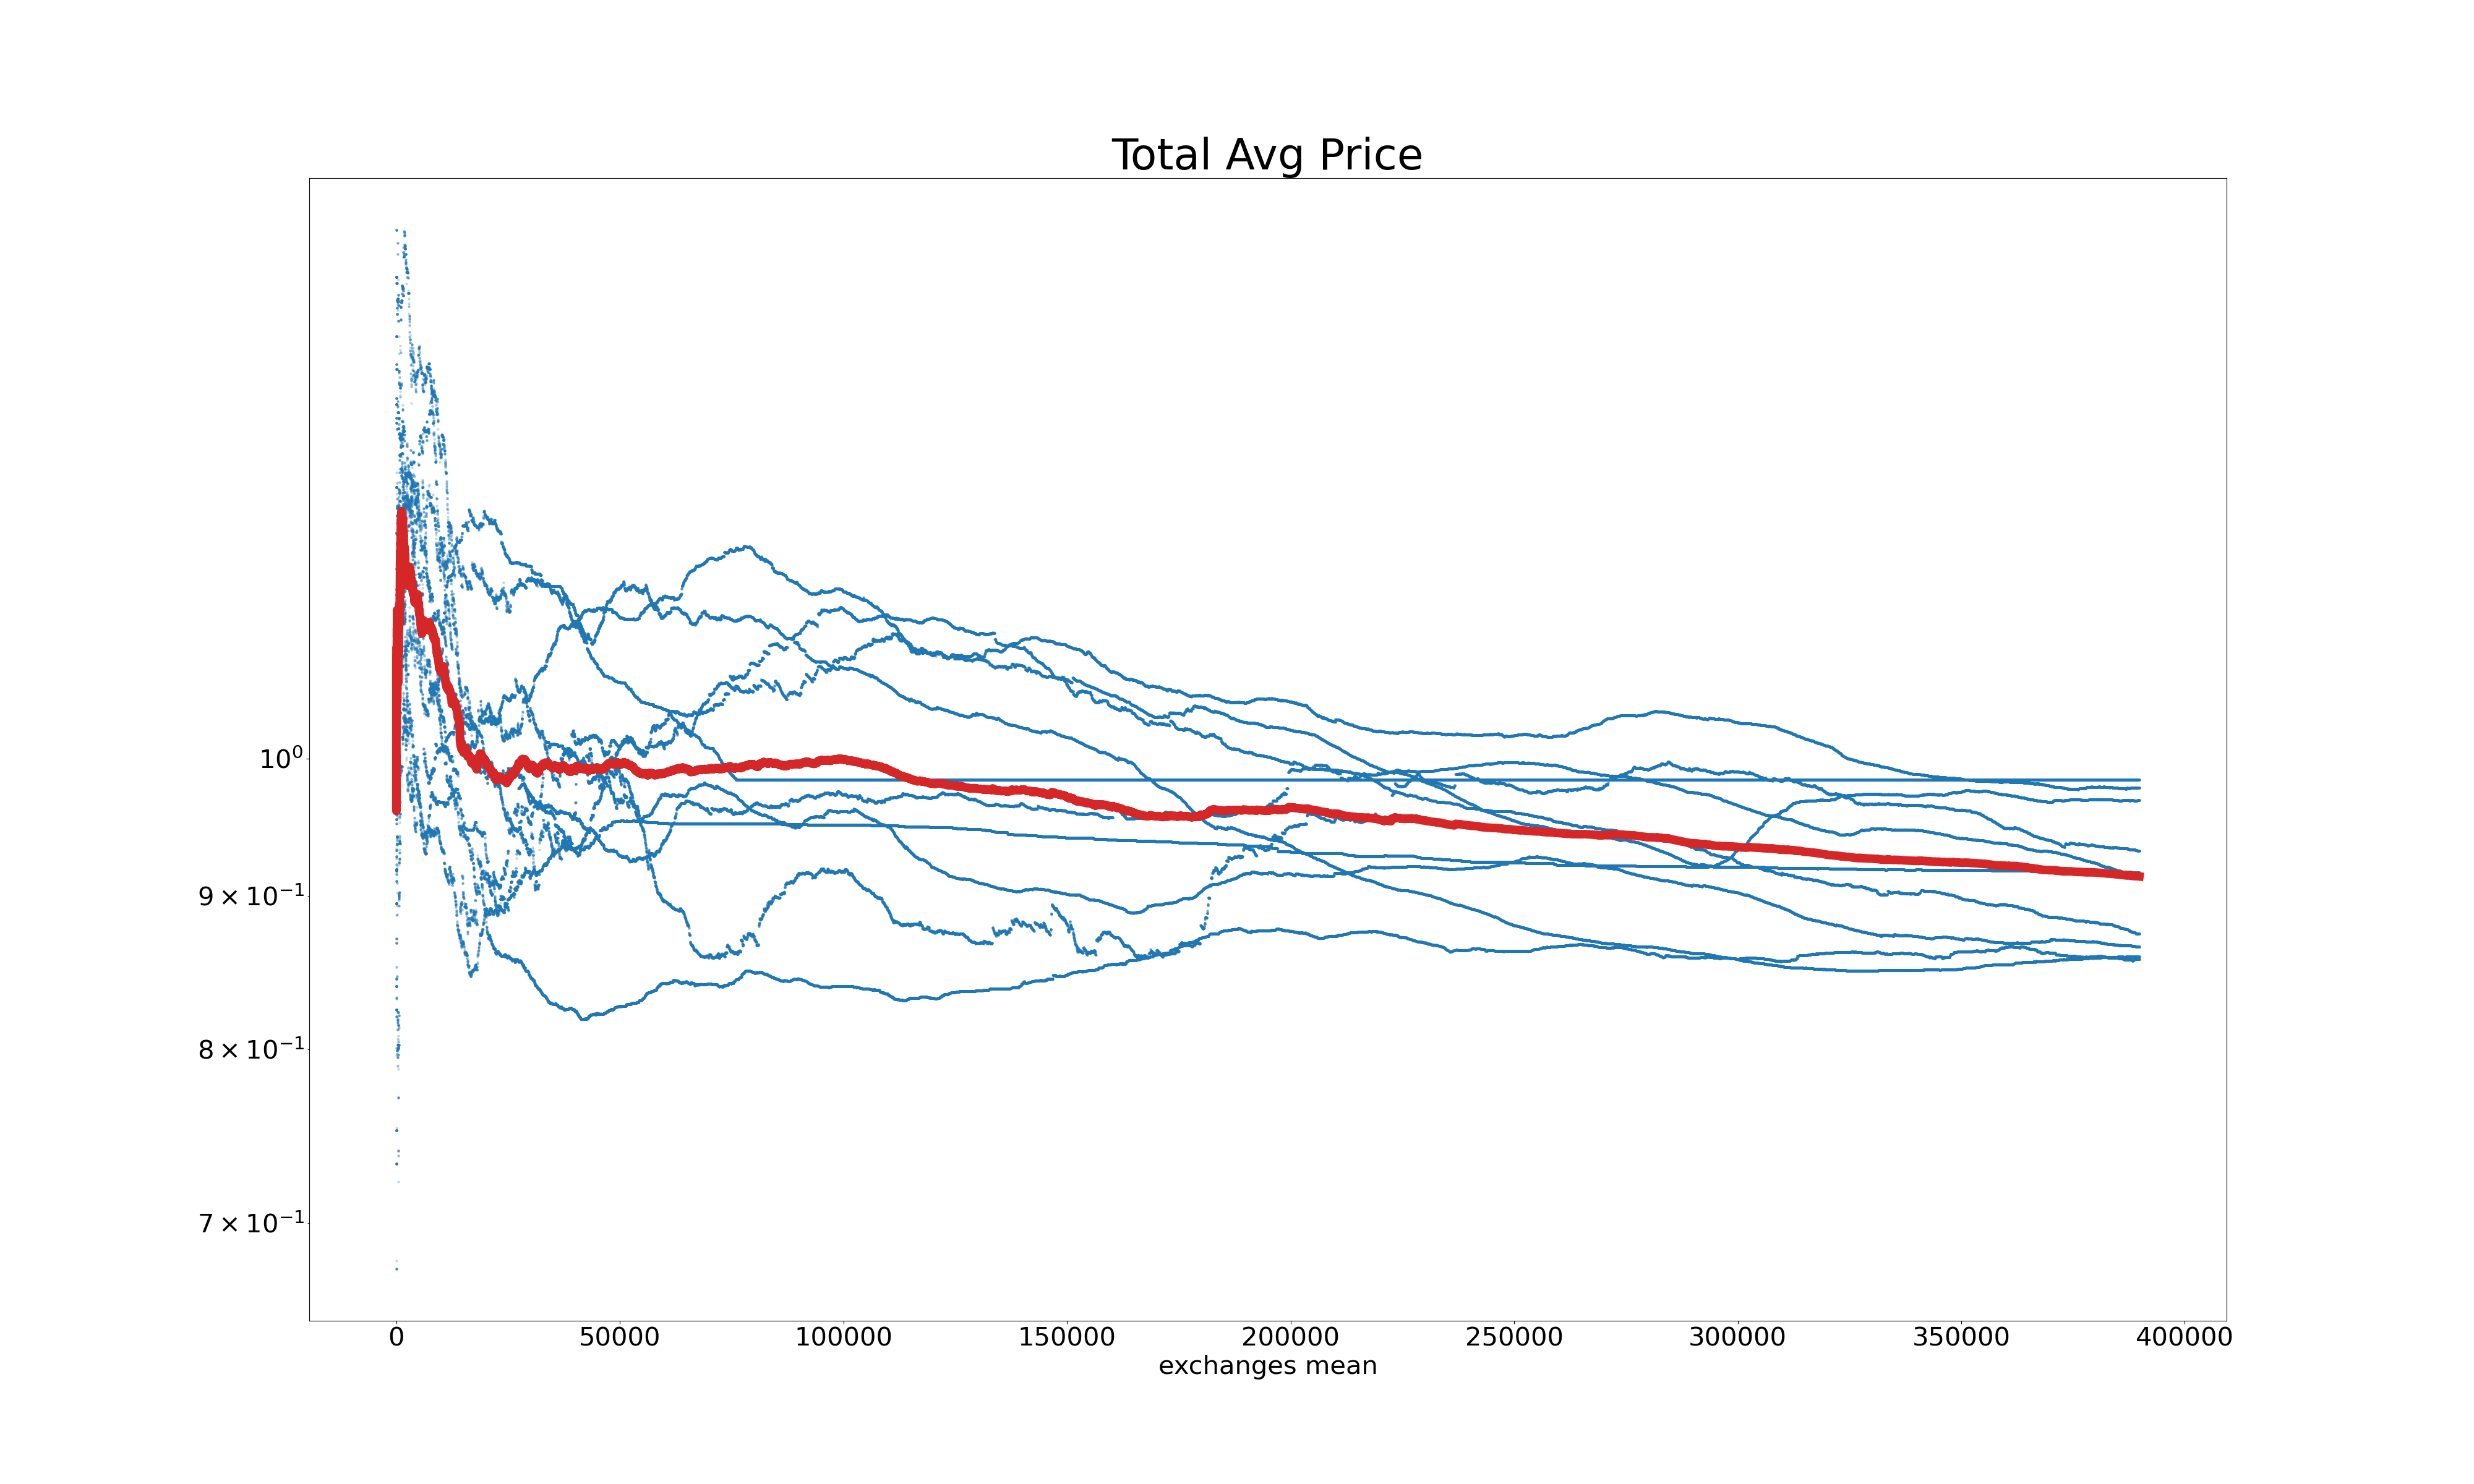 Total Avg Price
10⁰
9 × 10⁻¹
8 × 10⁻¹
7 × 10⁻¹
0 50000 100000 150000 200000 250000 300000 350000 400000
exchanges mean